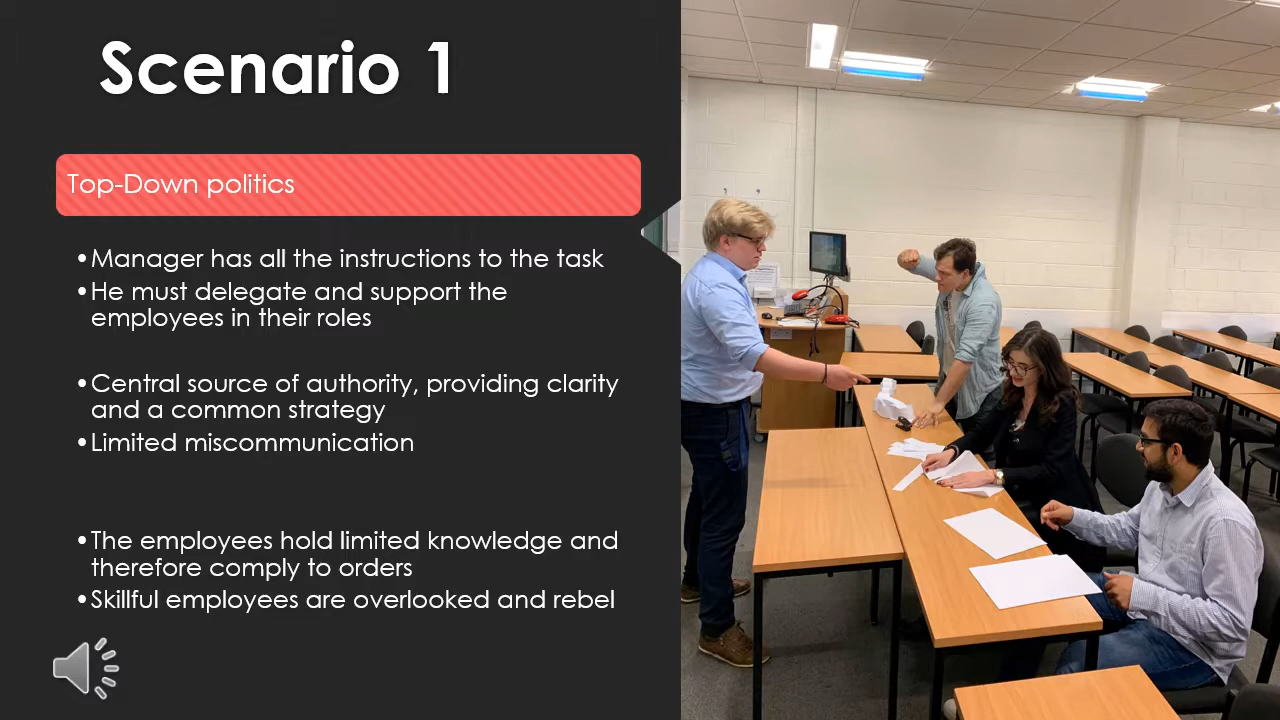 Scenario 1
Top-Down politics
•Manager has all the instructions to the task
•He must delegate and support the
employees in their roles
•Central source of authority, providing clarity
and a common strategy
•Limited miscommunication
•The employees hold limited knowledge and
therefore comply to orders
•Skillful employees are overlooked and rebel